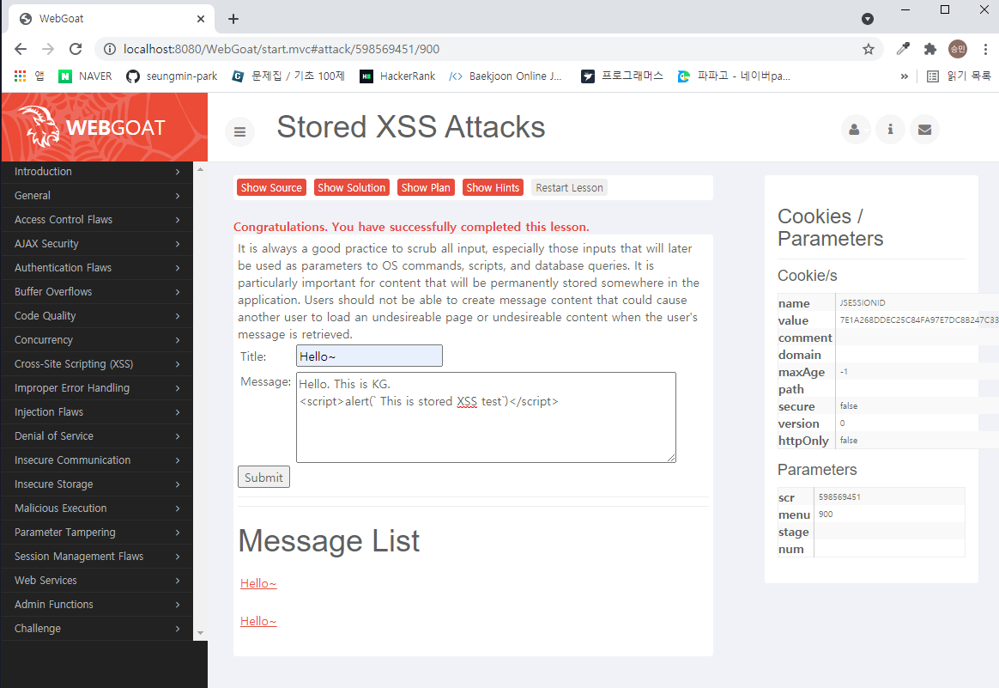 WebGoat
localhost:8080/WebGoat/start.mvc#attack/598569451/900
승민
앱
NAVER
seungmin-park
문제집 / 기초 100제
HackerRank
Baekjoon Online J...
프로그래머스
파파고 - 네이버pa...
»
읽기 목록
WEBGOAT
Stored XSS Attacks
Introduction
General
Access Control Flaws
AJAX Security
Authentication Flaws
Buffer Overflows
Code Quality
Concurrency
Cross-Site Scripting (XSS)
Improper Error Handling
Injection Flaws
Denial of Service
Insecure Communication
Insecure Storage
Malicious Execution
Parameter Tampering
Session Management Flaws
Web Services
Admin Functions
Challenge
Show Source Show Solution Show Plan Show Hints Restart Lesson
Congratulations. You have successfully completed this lesson.
It is always a good practice to scrub all input, especially those inputs that will later
be used as parameters to OS commands, scripts, and database queries. It is
particularly important for content that will be permanently stored somewhere in the
application. Users should not be able to create message content that could cause
another user to load an undesireable page or undesireable content when the user's
message is retrieved.
Title: Hello~
Message: Hello. This is KG.
<script>alert(` This is stored XSS test`)</script>
Submit
Message List
Hello~
Hello~
Cookies /
Parameters
Cookie/s
name JSESSIONID
value 7E1A268DDEC25C84FA97E7DC8B247C33
comment
domain
maxAge -1
path
secure false
version 0
httpOnly false
Parameters
scr 598569451
menu 900
stage
num